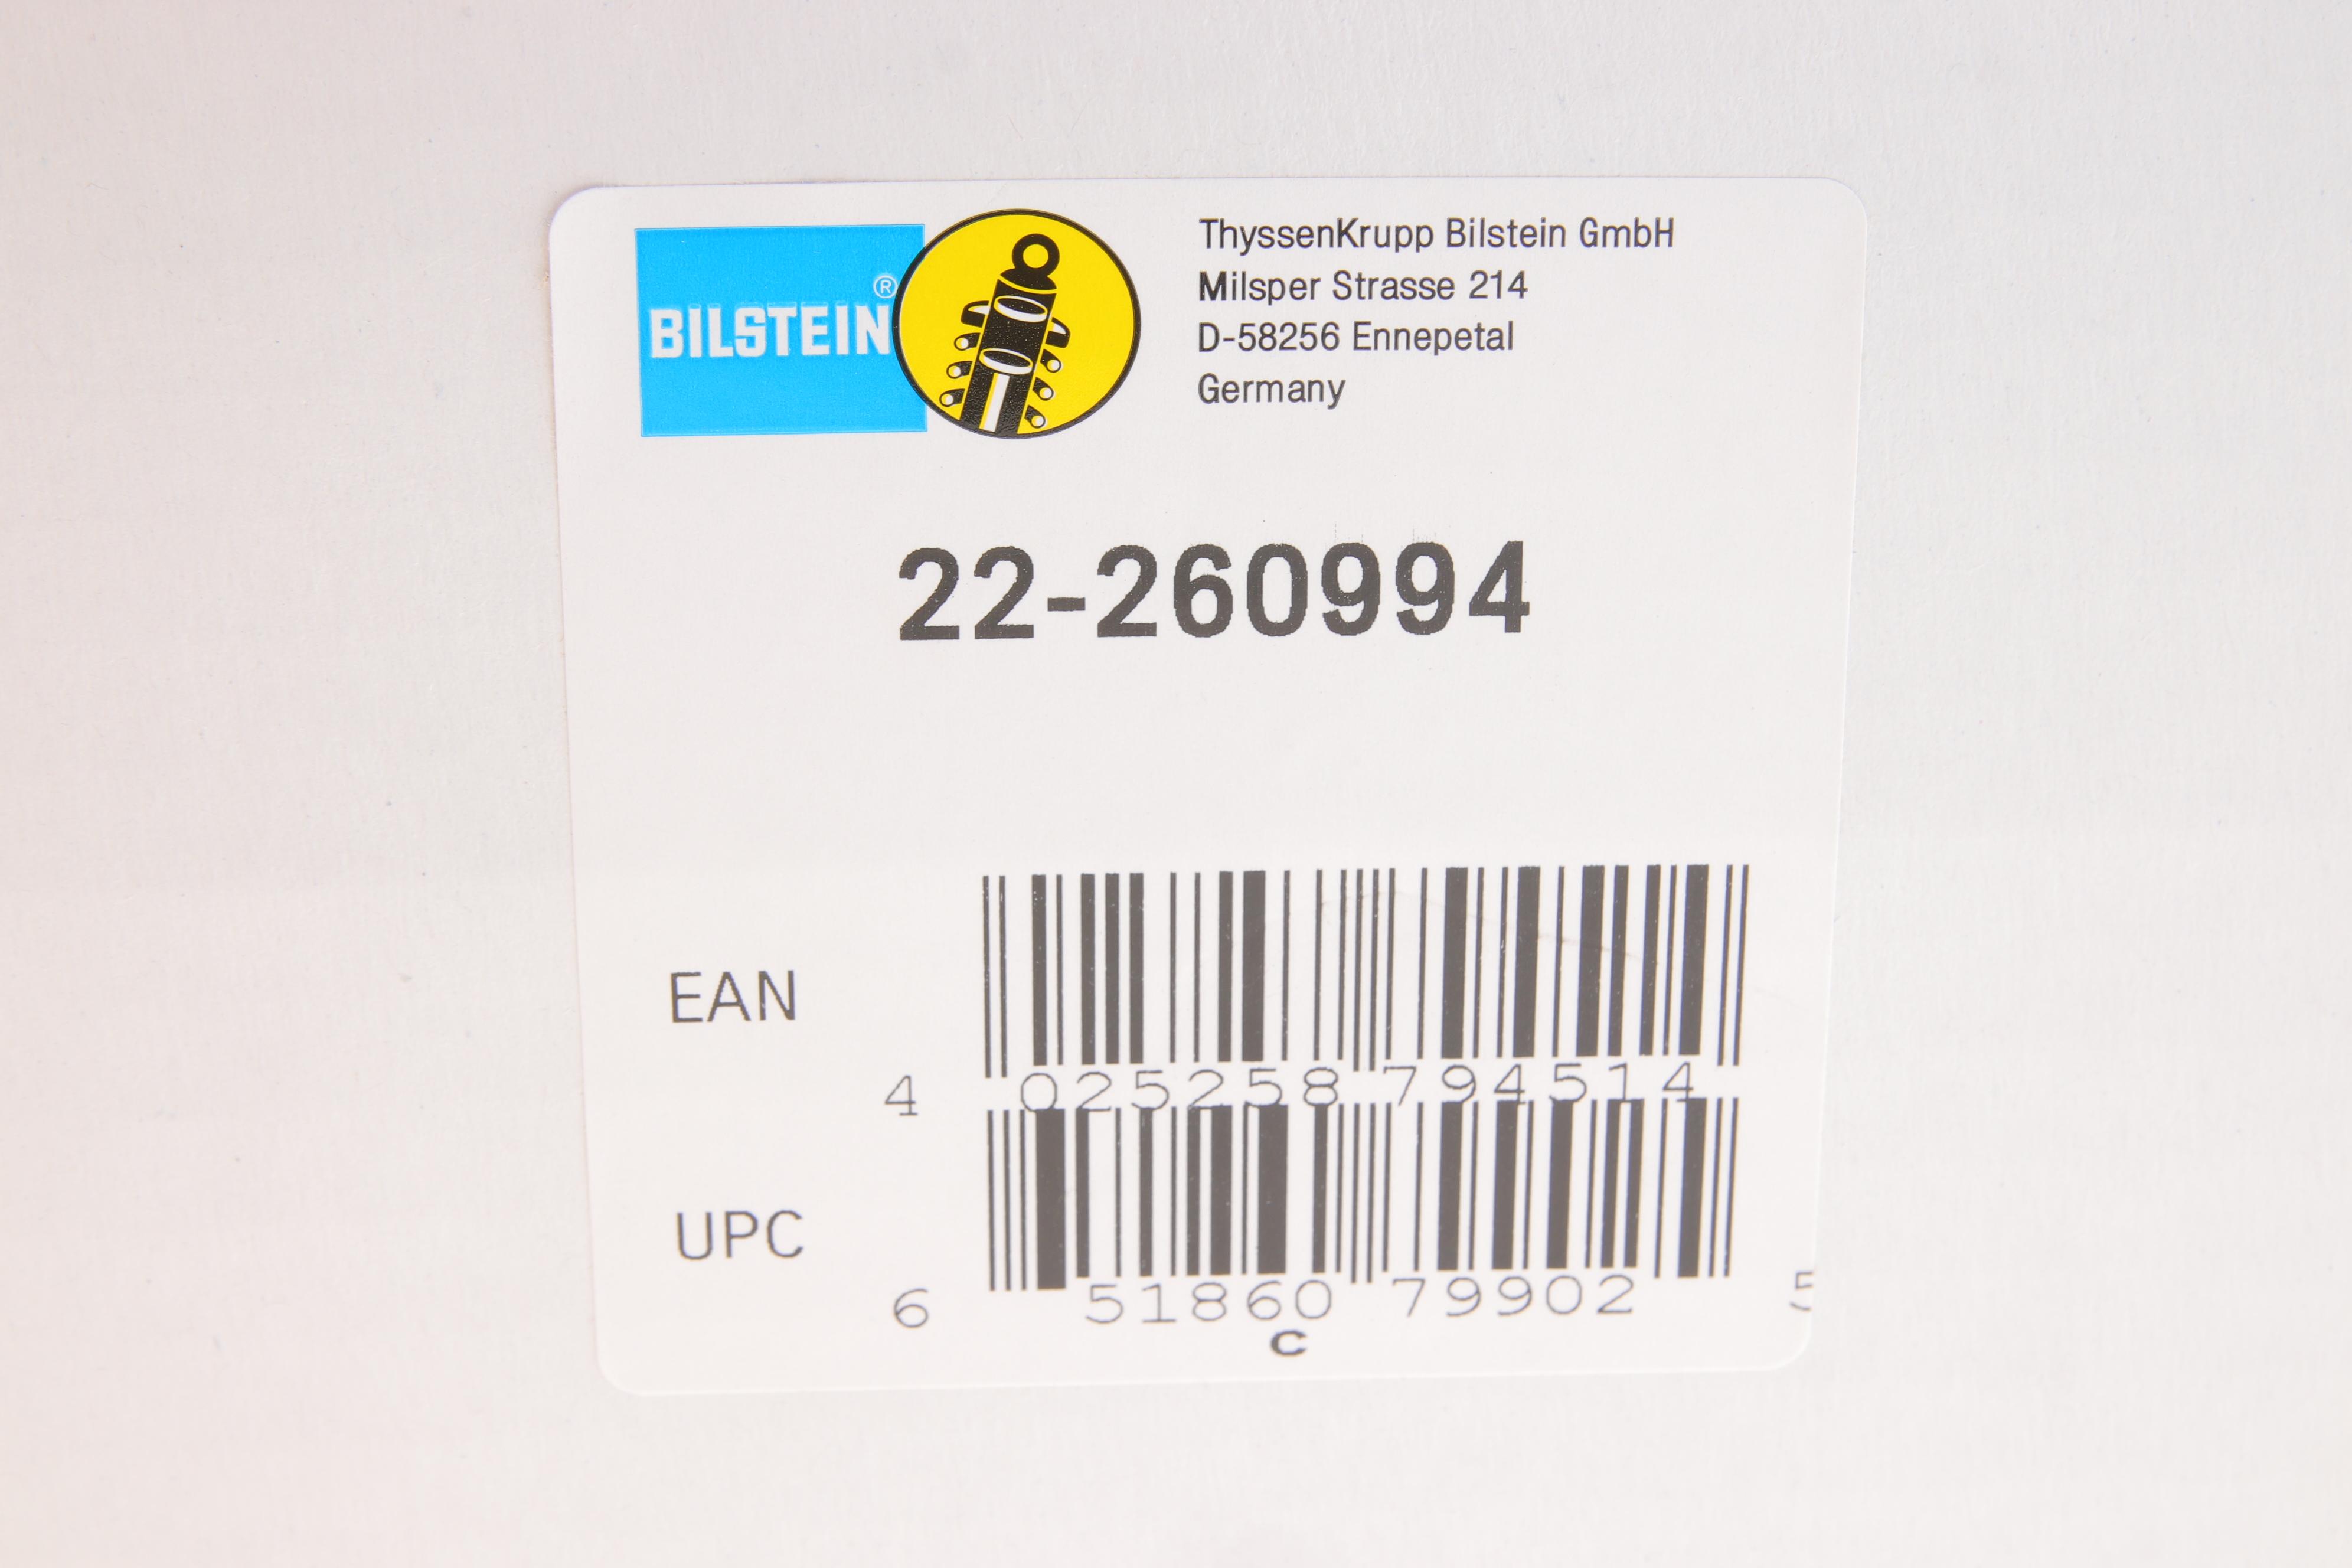 BILSTEIN®
ThyssenKrupp Bilstein GmbH
Milsper Strasse 214
D-58256 Ennepetal
Germany
22-260994
EAN
4 025258 794514
UPC
6 51860 79902 5
C